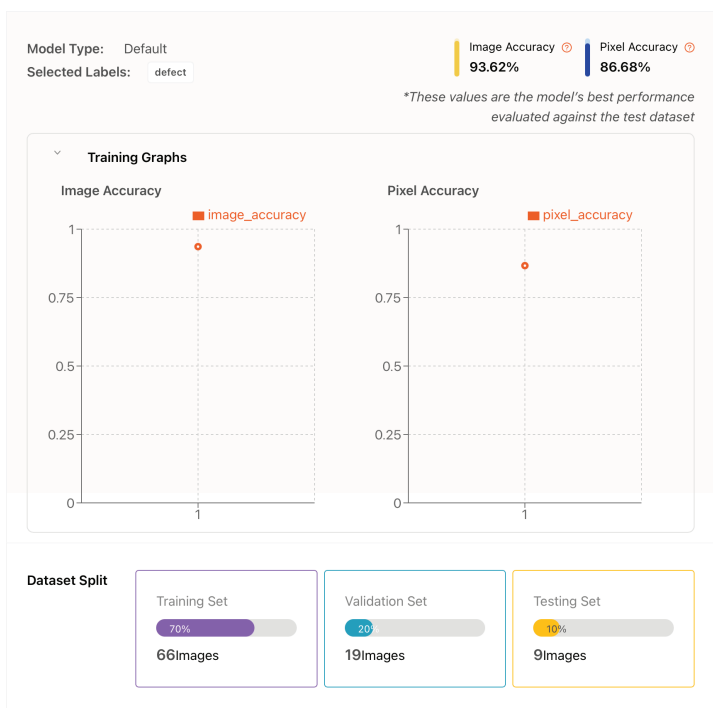 Model Type: Default
Selected Labels: defect
Image Accuracy ?
93.62%
Pixel Accuracy ?
86.68%
*These values are the model's best performance
evaluated against the test dataset
Training Graphs
Image Accuracy
image_accuracy
1
0.75
0.5
0.25
0
1
Pixel Accuracy
pixel_accuracy
1
0.75
0.5
0.25
0
1
Dataset Split
Training Set
70%
66Images
Validation Set
20%
19Images
Testing Set
10%
9Images